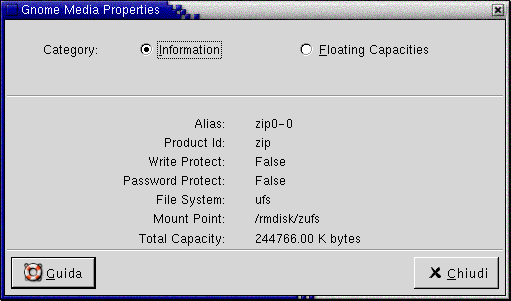 Gnome Media Properties
Category: Information Floating Capacities
Alias: zip0-0
Product Id: zip
Write Protect: False
Password Protect: False
File System: ufs
Mount Point: /rmdisk/zufs
Total Capacity: 244766.00 K bytes
Guida Chiudi